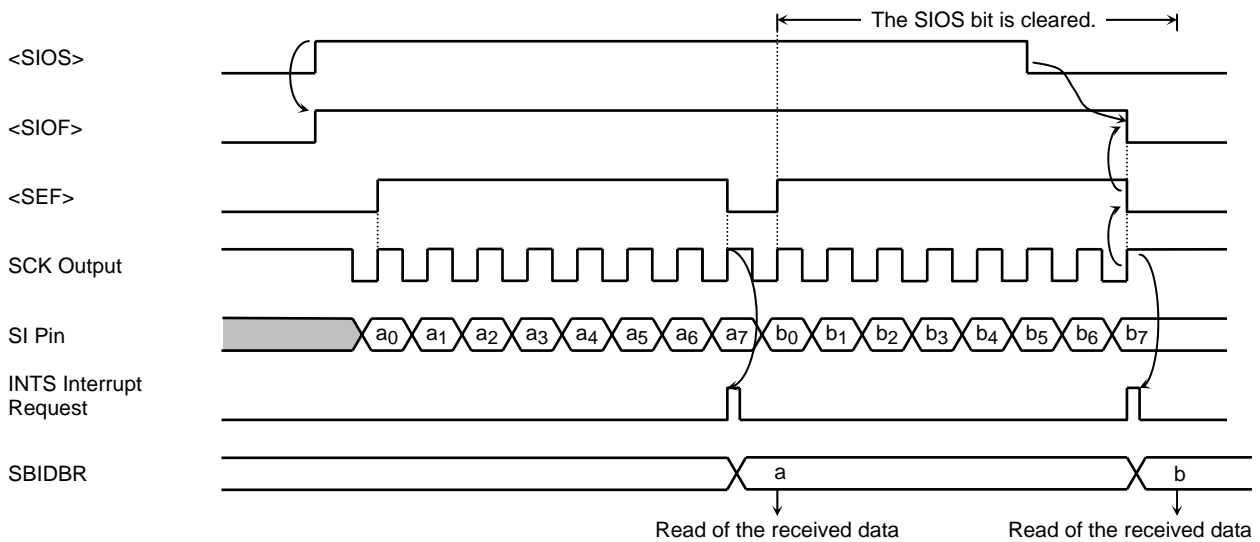 The SIOS bit is cleared.
<SIOS>
<SIOF>
<SEF>
SCK Output
SI Pin
a0 a1 a2 a3 a4 a5 a6 a7 b0 b1 b2 b3 b4 b5 b6 b7
INTS Interrupt
Request
SBIDBR
a b
Read of the received data Read of the received data